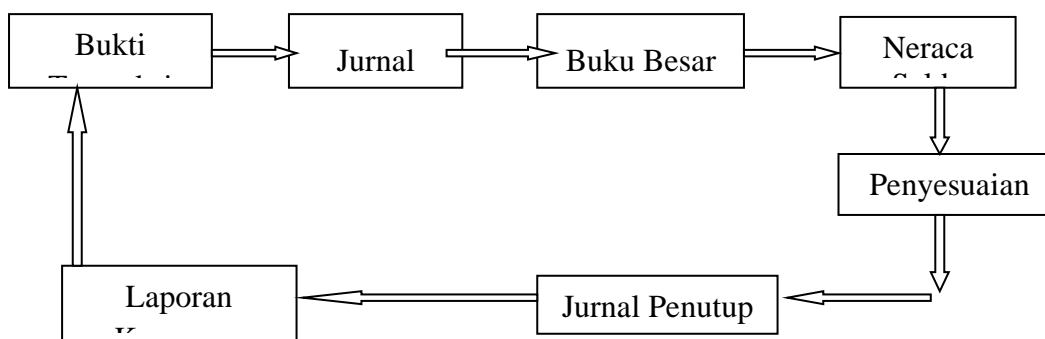 Bukti
Jurnal
Buku Besar
Neraca
Penyesuaian
Jurnal Penutup
Laporan